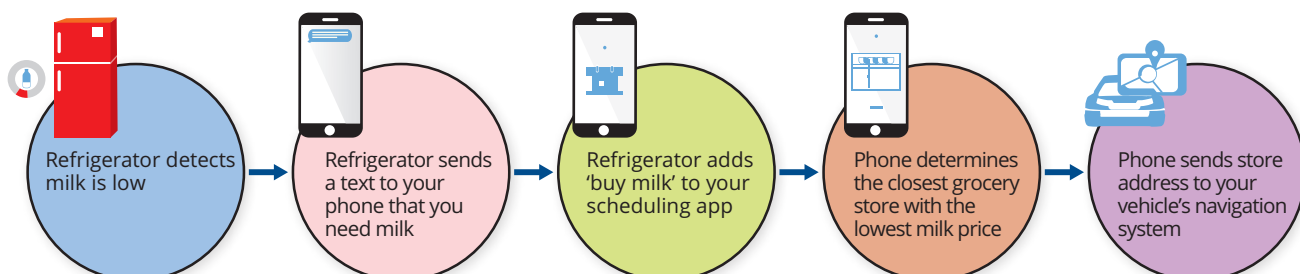 Refrigerator detects
milk is low
Refrigerator sends
a text to your
phone that you
need milk
Refrigerator adds
‘buy milk’ to your
scheduling app
Phone determines
the closest grocery
store with the
lowest milk price
Phone sends store
address to your
vehicle’s navigation
system